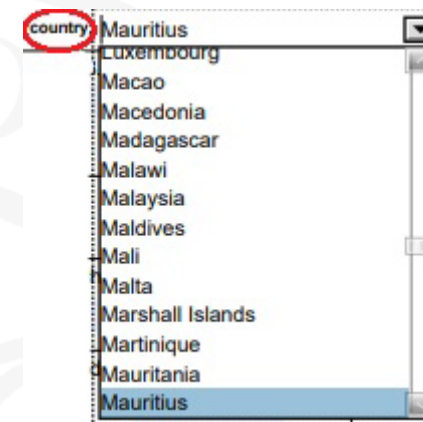 country Mauritius
Luxembourg
Macao
Macedonia
Madagascar
Malawi
Malaysia
Maldives
Mali
Malta
Marshall Islands
Martinique
Mauritania
Mauritius